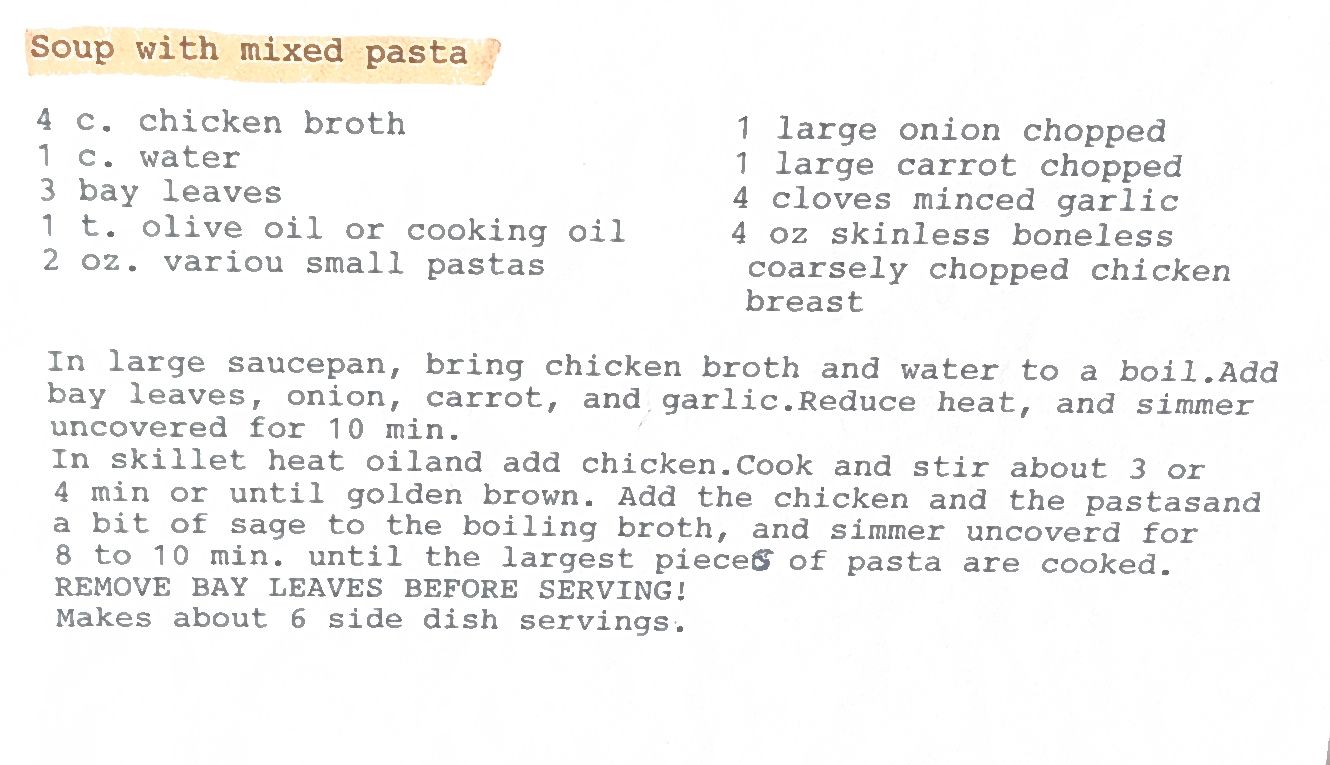 Soup with mixed pasta
4 c. chicken broth
1 c. water
3 bay leaves
1 t. olive oil or cooking oil
2 oz. variou small pastas
1 large onion chopped
1 large carrot chopped
4 cloves minced garlic
4 oz skinless boneless
coarsely chopped chicken
breast
In large saucepan, bring chicken broth and water to a boil.Add
bay leaves, onion, carrot, and garlic.Reduce heat, and simmer
uncovered for 10 min.
In skillet heat oiland add chicken.Cook and stir about 3 or
4 min or until golden brown. Add the chicken and the pastasand
a bit of sage to the boiling broth, and simmer uncoverd for
8 to 10 min. until the largest pieces of pasta are cooked.
REMOVE BAY LEAVES BEFORE SERVING!
Makes about 6 side dish servings.